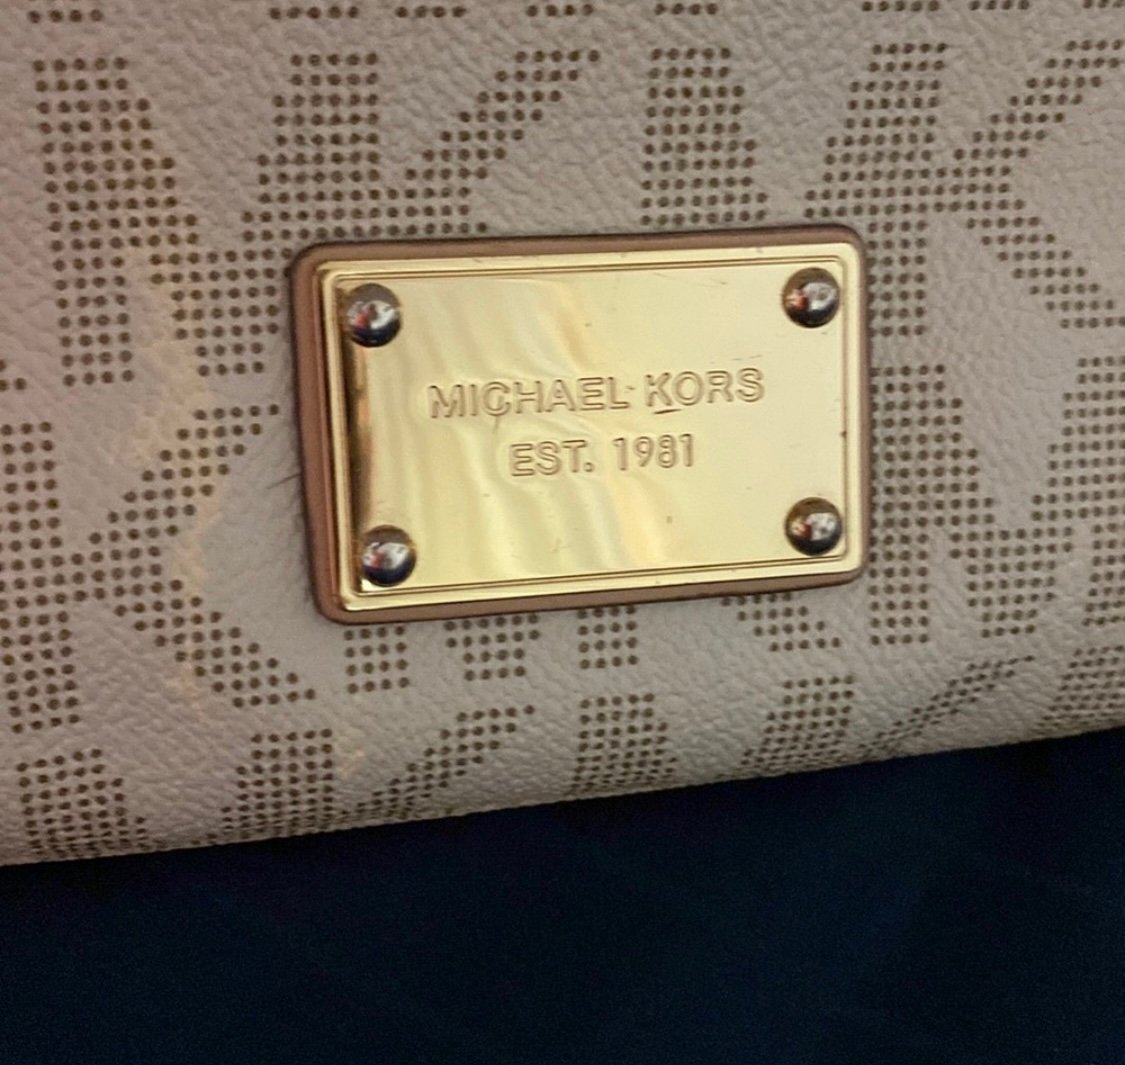 MICHAEL KORS
EST. 1981